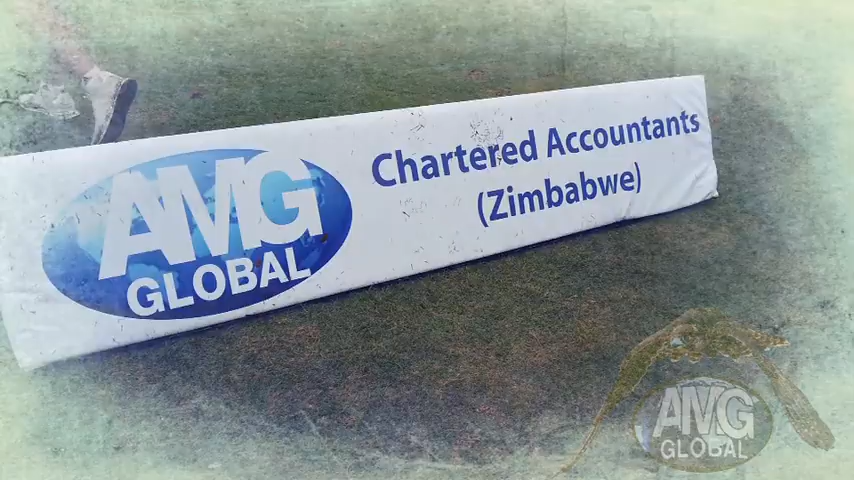 AMG
GLOBAL
Chartered Accountants
(Zimbabwe)
AMG
GLOBAL